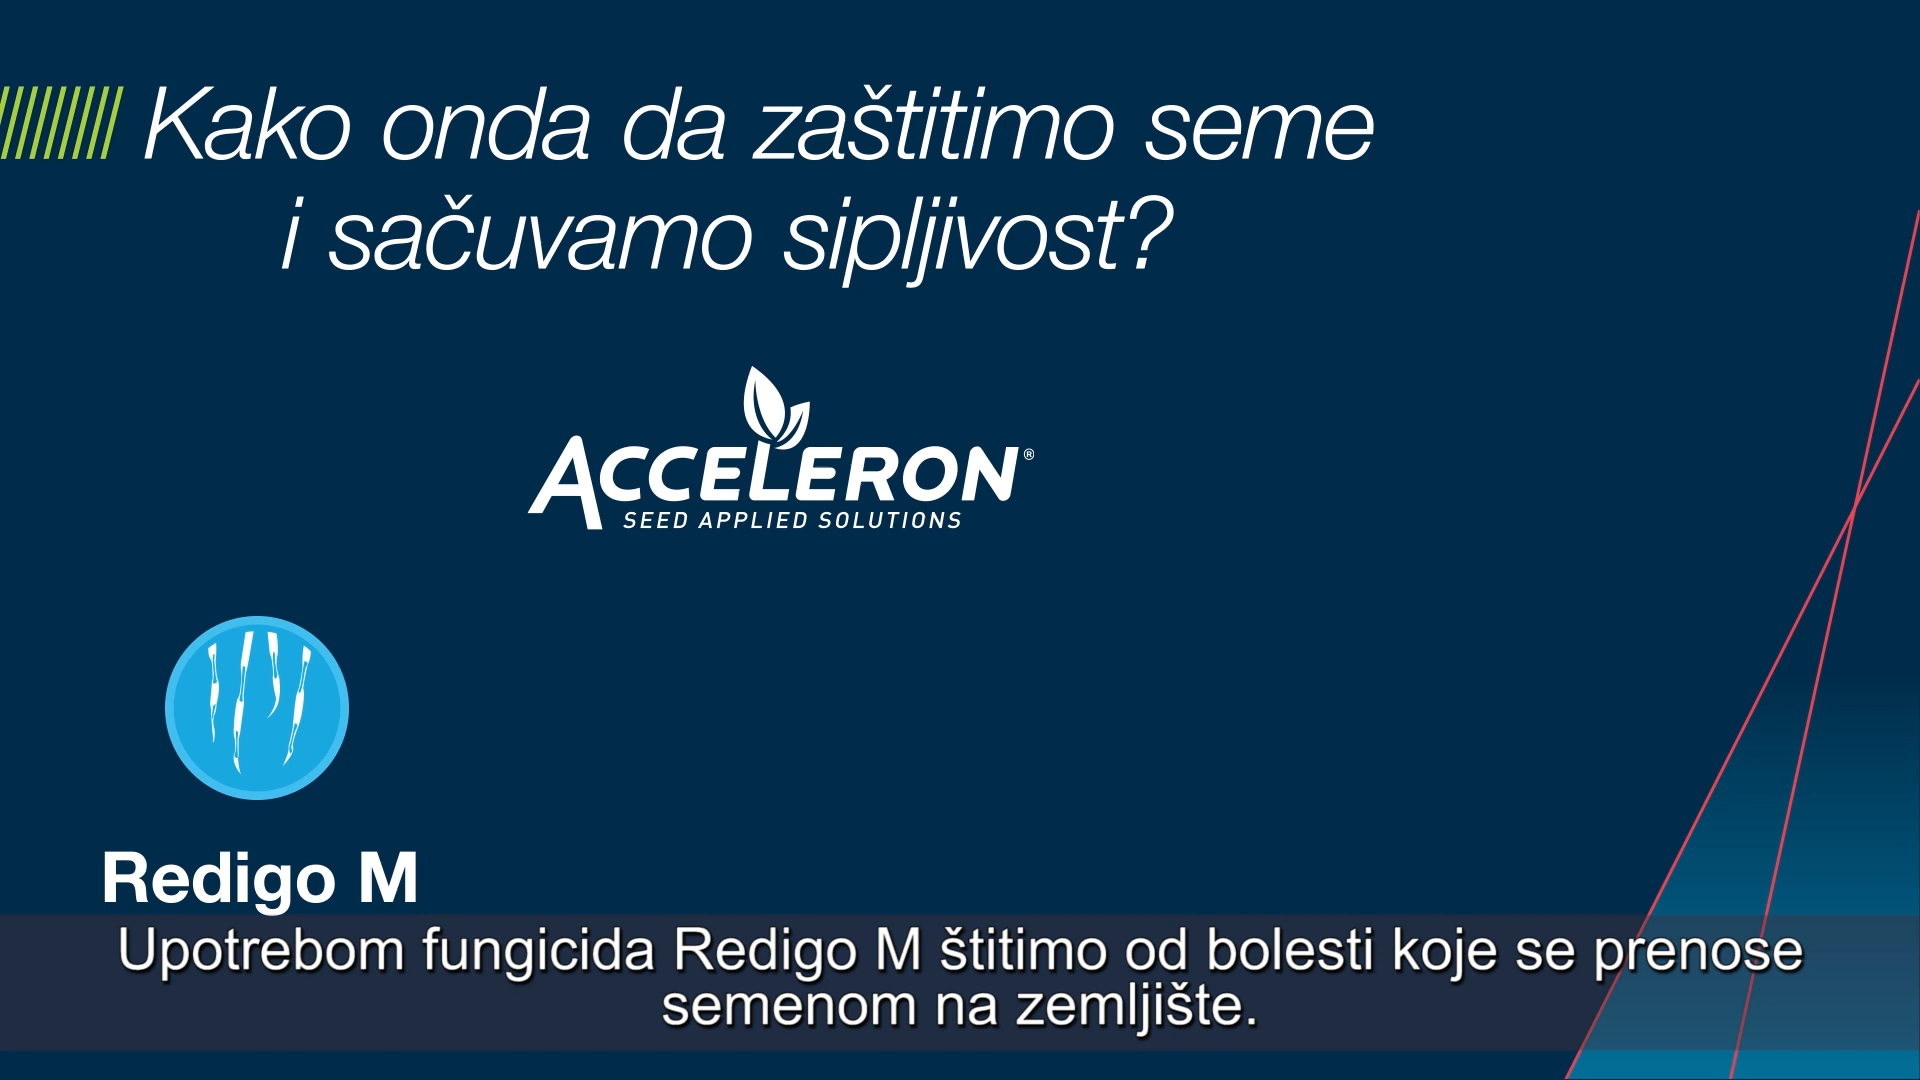 Kako onda da zaštitimo seme
i sačuvamo sipljivost?
ACCELERON®
SEED APPLIED SOLUTIONS
Redigo M
Upotrebom fungicida Redigo M štitimo od bolesti koje se prenose
semenom na zemljište.